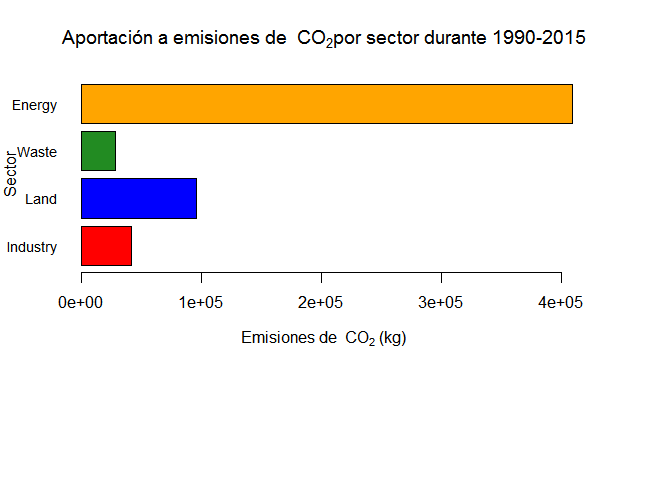 Aportación a emisiones de  CO₂por sector durante 1990-2015
Energy
Waste
Land
Industry
Sector
0e+00 1e+05 2e+05 3e+05 4e+05
Emisiones de  CO₂ (kg)